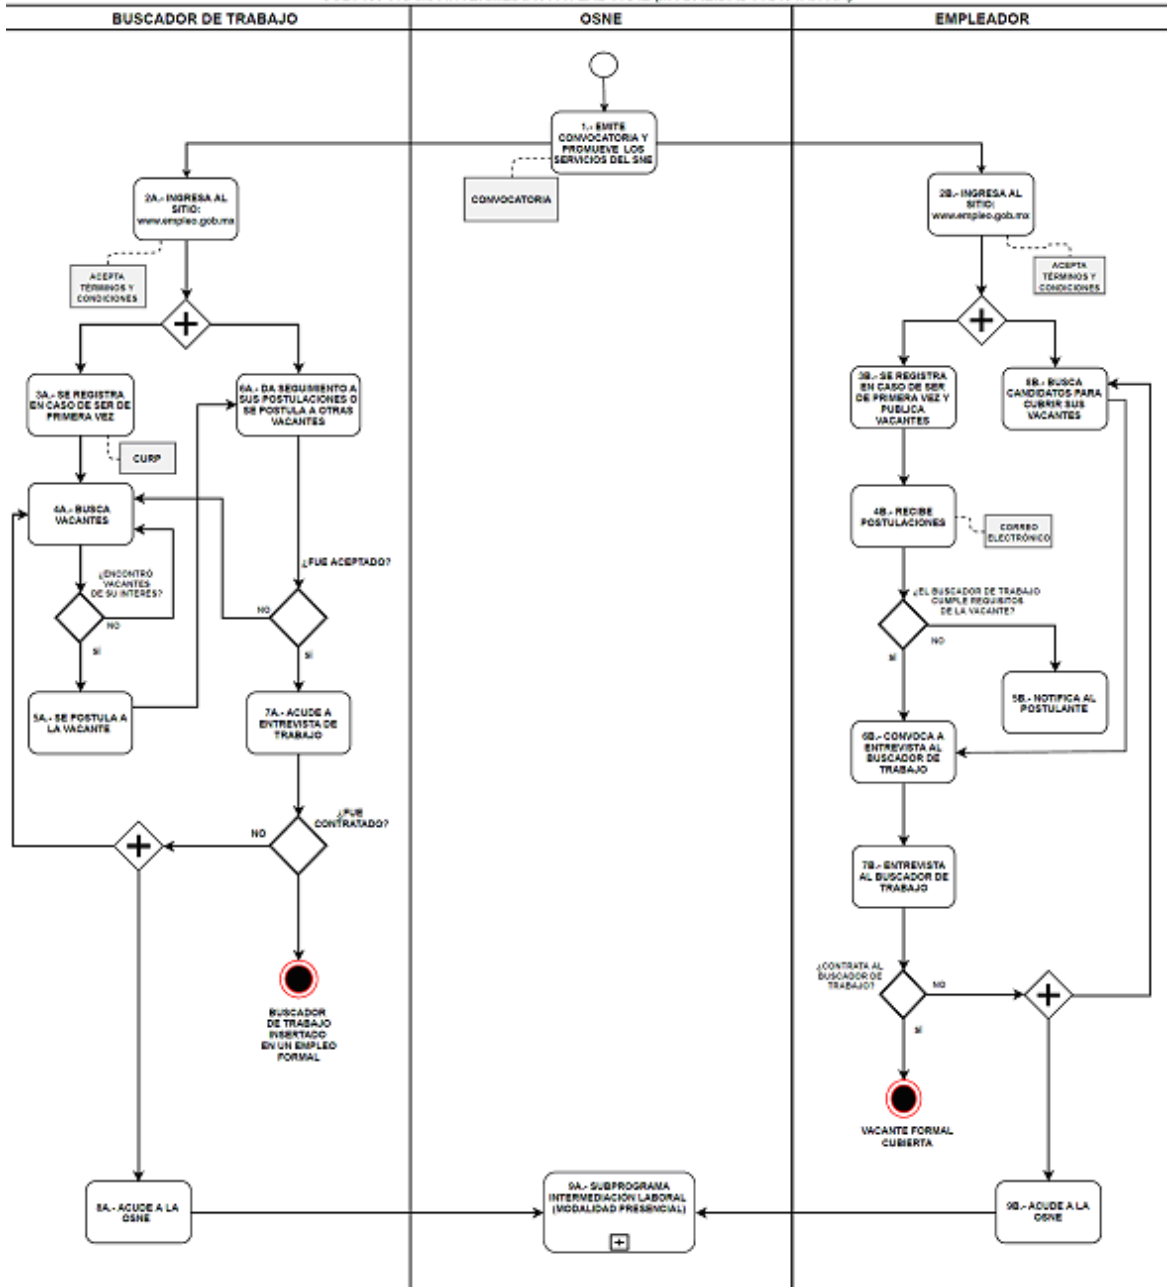 BUSCADOR DE TRABAJO
OSNE
EMPLEADOR
1.- EMITE
CONVOCATORIA Y
PROMUEVE LOS
SERVICIOS DEL SNE
CONVOCATORIA
2A.- INGRESA AL
SITIO:
www.empleo.gob.mx
ACEPTA
TÉRMINOS Y
CONDICIONES
2B.- INGRESA AL
SITIO:
www.empleo.gob.mx
ACEPTA
TÉRMINOS Y
CONDICIONES
3A.- SE REGISTRA
EN CASO DE SER DE
PRIMERA VEZ
CURP
6A.- DA SEGUIMIENTO A
SUS POSTULACIONES O
SE POSTULA A OTRAS
VACANTES
4A.- BUSCA
VACANTES
¿ENCONTRO
VACANTES
DE SU INTERES?
NO
SÍ
5A.- SE POSTULA A
LA VACANTE
¿FUE ACEPTADO?
NO
SÍ
7A.- ACUDE A
ENTREVISTA DE
TRABAJO
¿FUE
CONTRATADO?
NO
BUSCADOR
DE TRABAJO
INSERTADO
EN UN EMPLEO
FORMAL
8A.- ACUDE A LA
OSNE
9A.- SUBPROGRAMA
INTERMEDIACIÓN LABORAL
(MODALIDAD PRESENCIAL)
3B.- SE REGISTRA
EN CASO DE SER
DE PRIMERA VEZ Y
PUBLICA
VACANTES
8B.- BUSCA
CANDIDATOS PARA
CUBRIR SUS
VACANTES
4B.- RECIBE
POSTULACIONES
CORREO
ELECTRÓNICO
¿EL BUSCADOR DE TRABAJO
CUMPLE REQUISITOS
DE LA VACANTE?
NO
SÍ
5B.- NOTIFICA AL
POSTULANTE
6B.- CONVOCA A
ENTREVISTA AL
BUSCADOR DE
TRABAJO
7B.- ENTREVISTA
AL BUSCADOR DE
TRABAJO
¿CONTRATA AL
BUSCADOR DE
TRABAJO?
NO
SÍ
VACANTE FORMAL
CUBIERTA
9B.- ACUDE A LA
OSNE